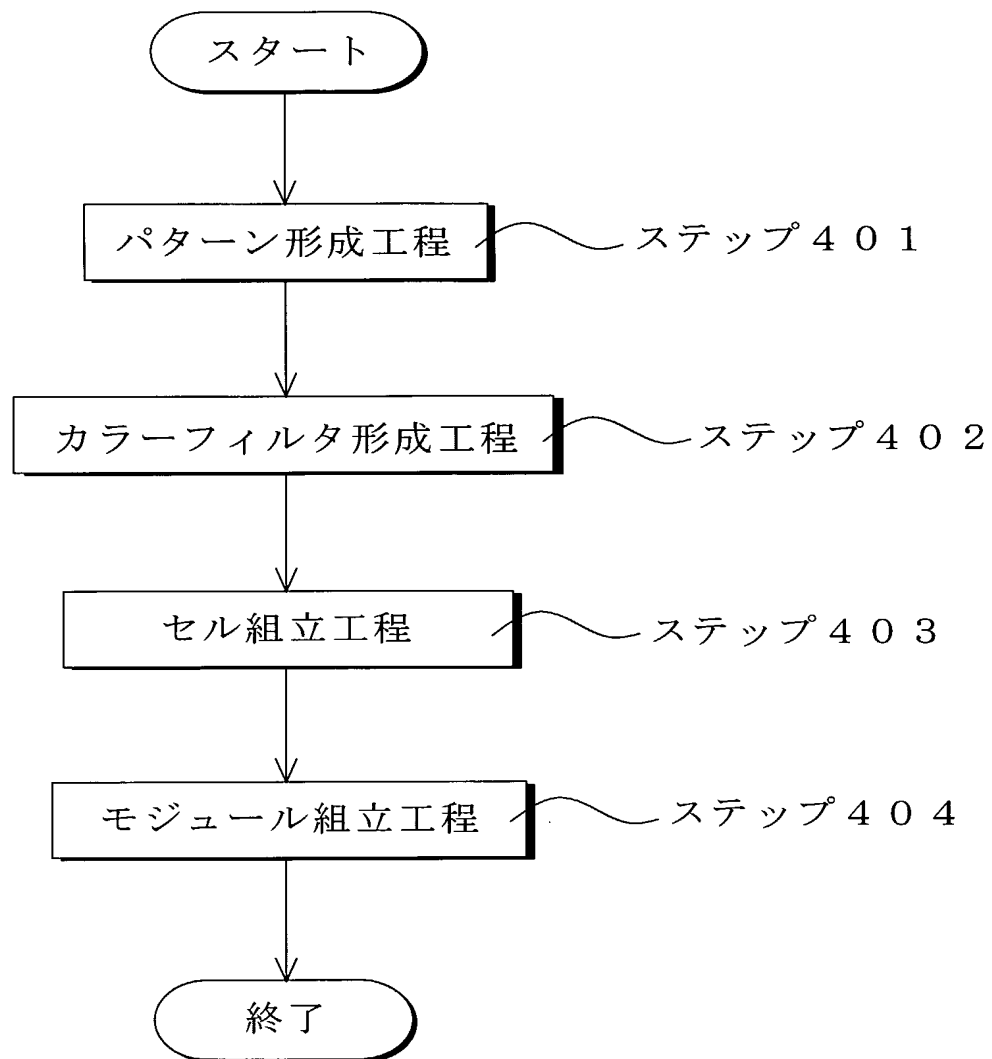 スタート
パターン形成工程
ステップ４０１
カラーフィルタ形成工程
ステップ４０２
セル組立工程
ステップ４０３
モジュール組立工程
ステップ４０４
終了